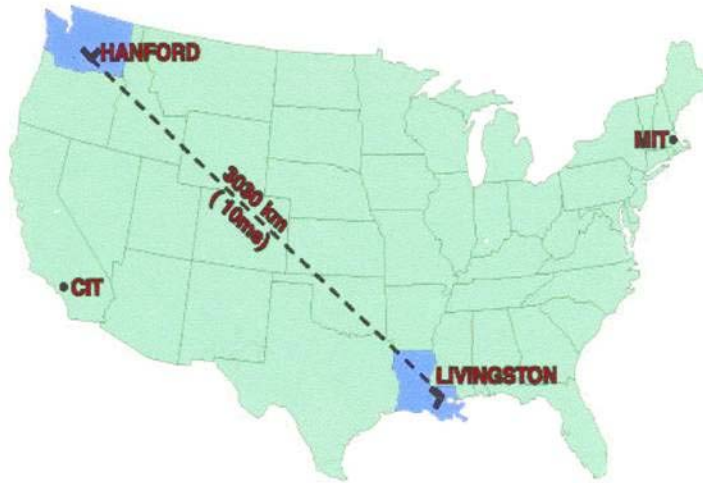 HANFORD
MIT
3030 km
(10ms)
CIT
LIVINGSTON